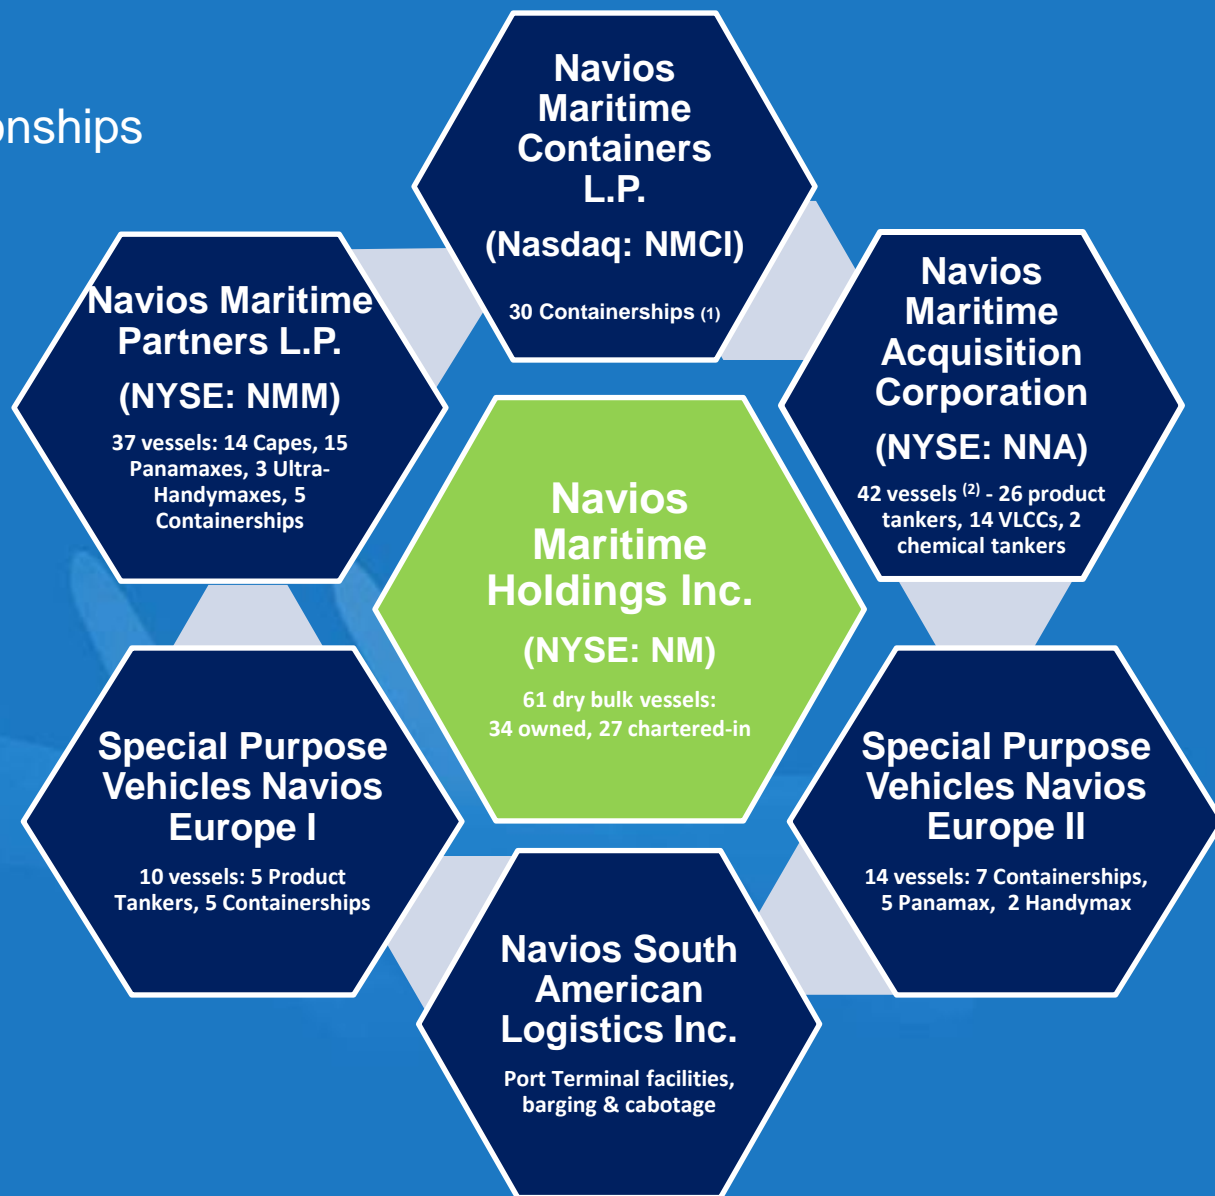 Navios
Maritime
Containers
L.P.
(Nasdaq: NMCI)
30 Containerships (1)
Navios Maritime
Partners L.P.
(NYSE: NMM)
37 vessels: 14 Capes, 15
Panamaxes, 3 Ultra-
Handymaxes, 5
Containerships
Navios
Maritime
Acquisition
Corporation
(NYSE: NNA)
42 vessels (2) - 26 product
tankers, 14 VLCCs, 2
chemical tankers
Navios
Maritime
Holdings Inc.
(NYSE: NM)
61 dry bulk vessels:
34 owned, 27 chartered-in
Special Purpose
Vehicles Navios
Europe I
10 vessels: 5 Product
Tankers, 5 Containerships
Special Purpose
Vehicles Navios
Europe II
14 vessels: 7 Containerships,
5 Panamax, 2 Handymax
Navios South
American
Logistics Inc.
Port Terminal facilities,
barging & cabotage